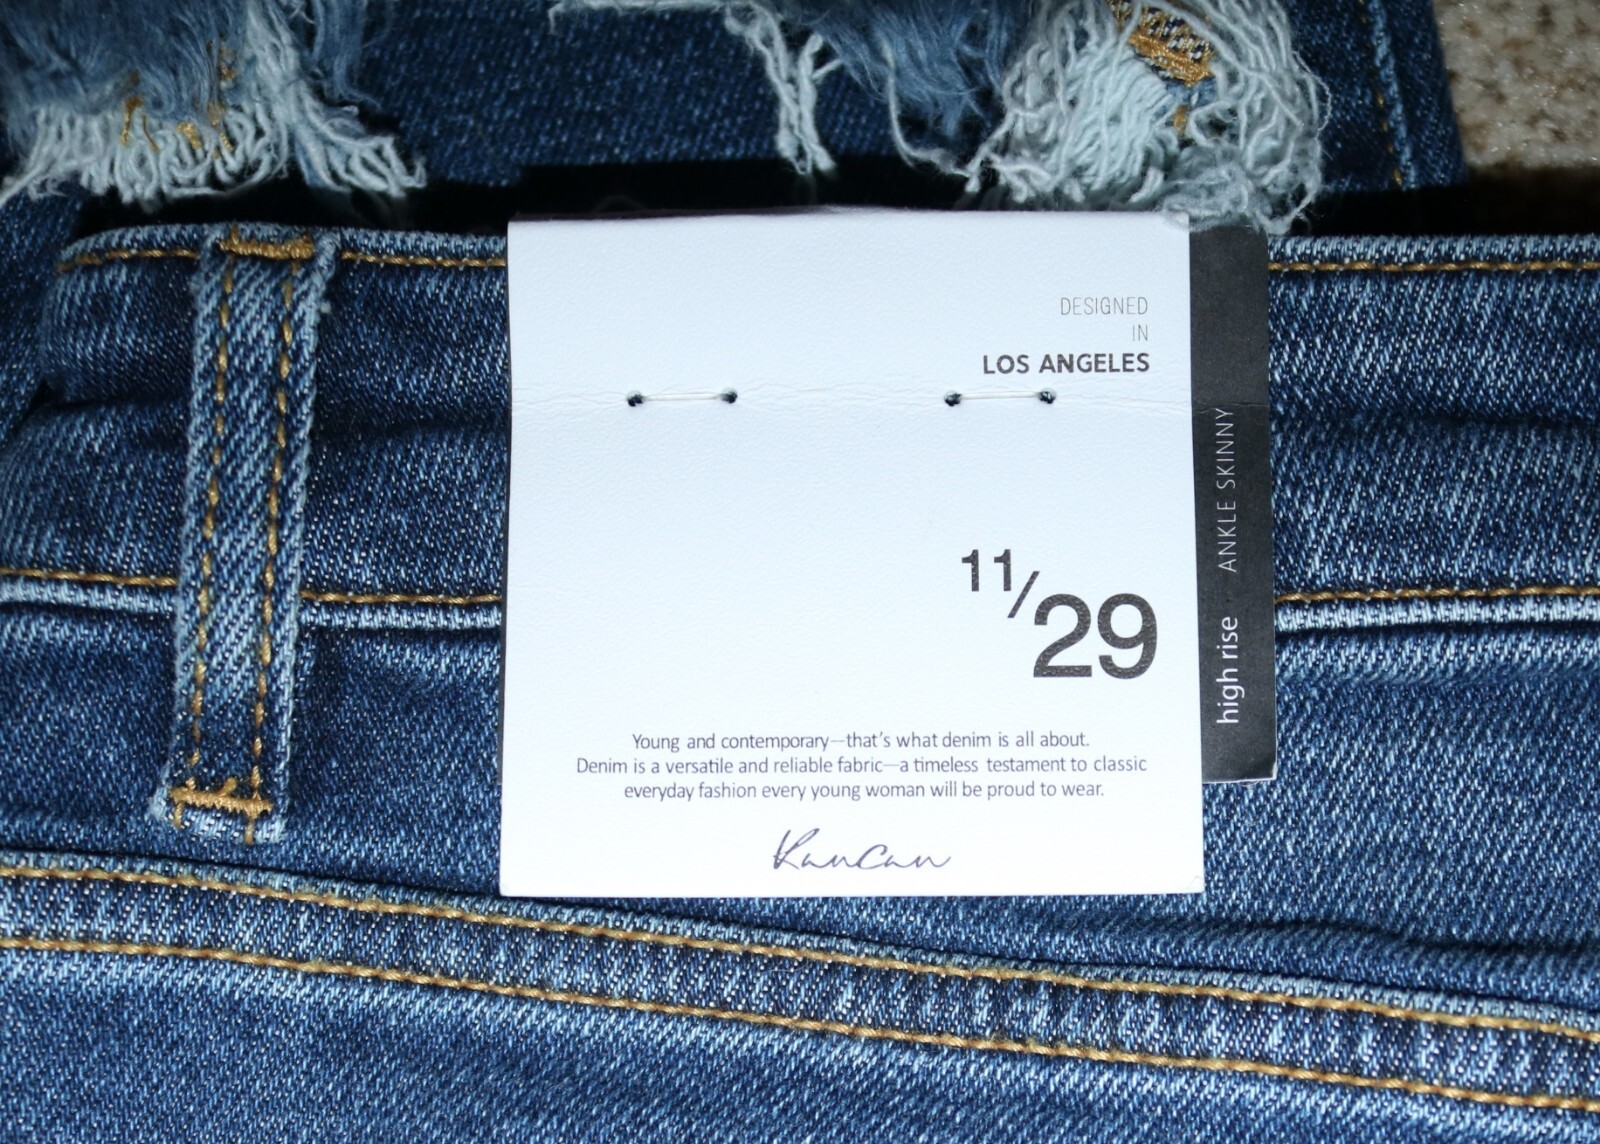 DESIGNED
IN
LOS ANGELES
11/29
Young and contemporary—that's what denim is all about.
Denim is a versatile and reliable fabric—a timeless testament to classic
everyday fashion every young woman will be proud to wear.
KanCan
high rise ANKLE SKINNY